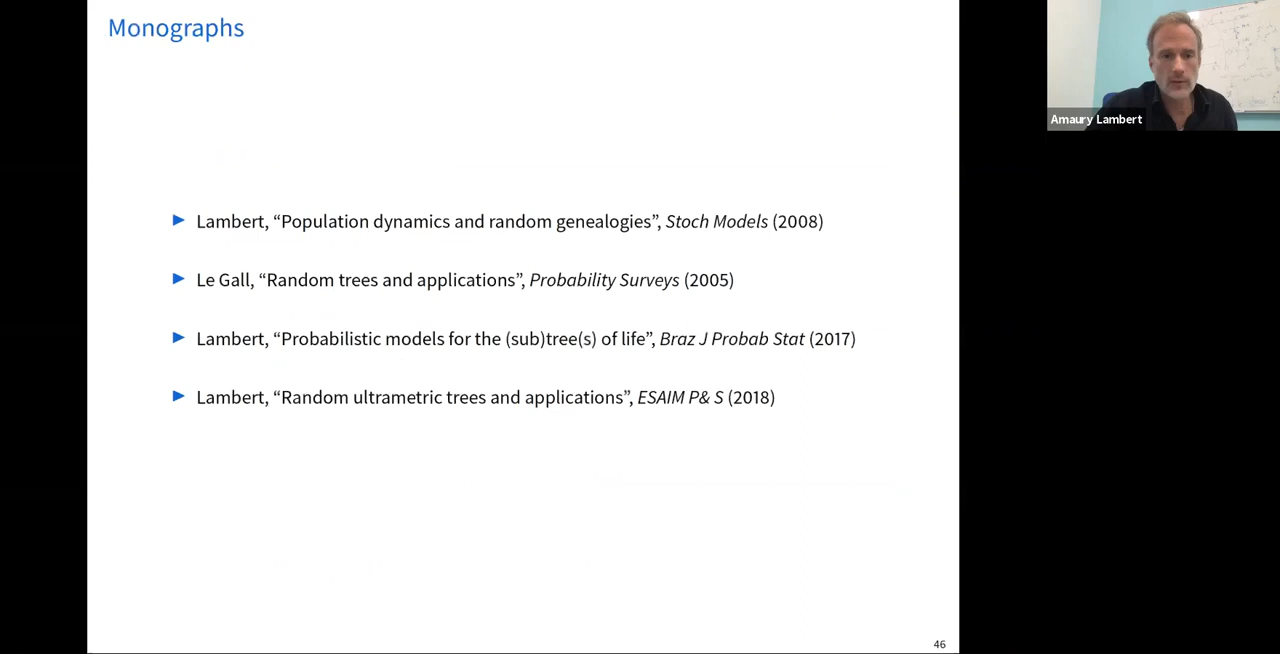 Monographs
Amaury Lambert
► Lambert, “Population dynamics and random genealogies”, Stoch Models (2008)
► Le Gall, “Random trees and applications”, Probability Surveys (2005)
► Lambert, “Probabilistic models for the (sub)tree(s) of life”, Braz J Probab Stat (2017)
► Lambert, “Random ultrametric trees and applications”, ESAIM P& S (2018)
46